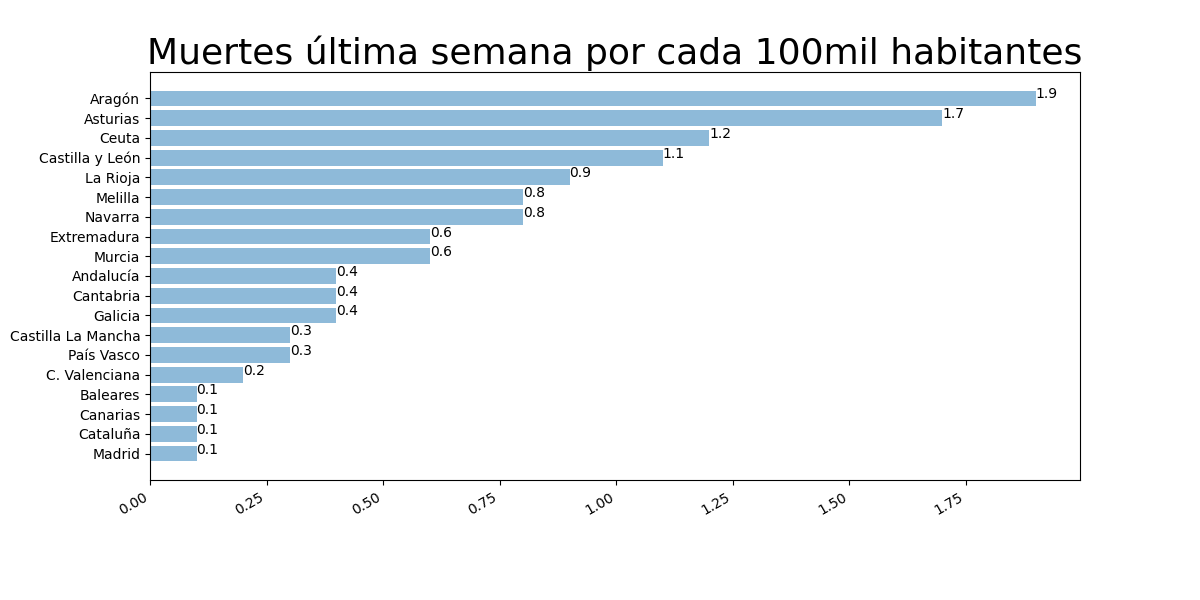 Muertes última semana por cada 100mil habitantes
Aragón 1.9
Asturias 1.7
Ceuta 1.2
Castilla y León 1.1
La Rioja 0.9
Melilla 0.8
Navarra 0.8
Extremadura 0.6
Murcia 0.6
Andalucía 0.4
Cantabria 0.4
Galicia 0.4
Castilla La Mancha 0.3
País Vasco 0.3
C. Valenciana 0.2
Baleares 0.1
Canarias 0.1
Cataluña 0.1
Madrid 0.1
0.00 0.25 0.50 0.75 1.00 1.25 1.50 1.75